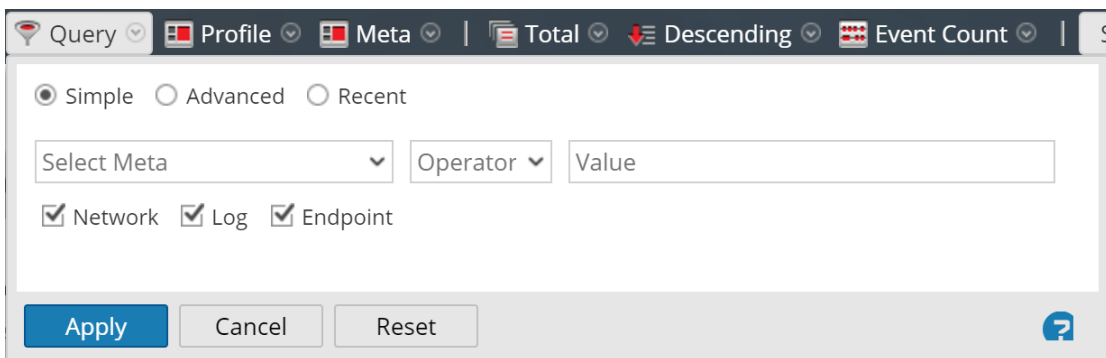 Query Profile Meta | Total Descending Event Count | S
Simple Advanced Recent
Select Meta Operator Value
Network Log Endpoint
Apply Cancel Reset ?